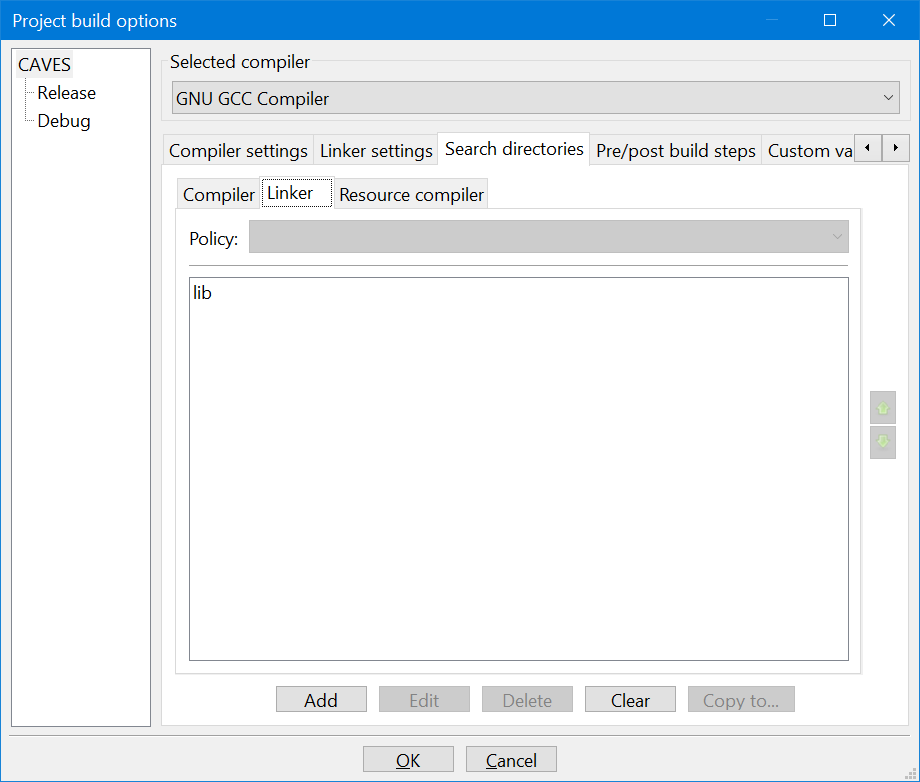 Project build options
CAVES
Release
Debug
Selected compiler
GNU GCC Compiler
Compiler settings
Linker settings
Search directories
Pre/post build steps
Custom va
Compiler
Linker
Resource compiler
Policy:
lib
Add
Edit
Delete
Clear
Copy to...
OK
Cancel